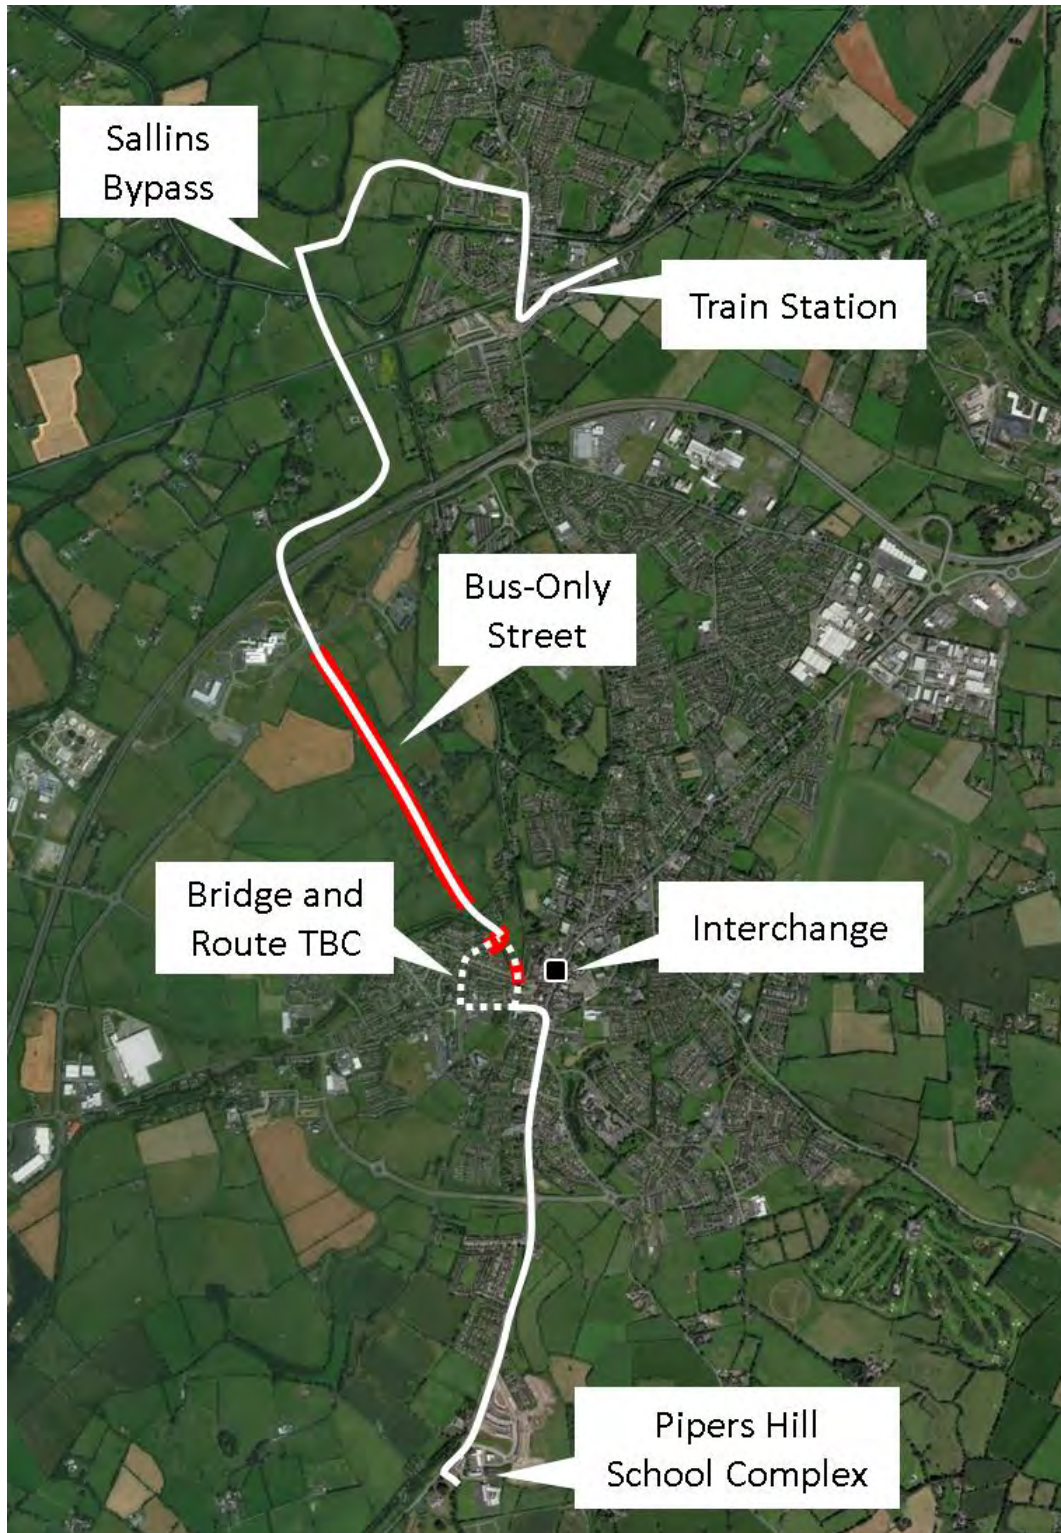 Sallins
Bypass
Train Station
Bus-Only
Street
Bridge and
Route TBC
Interchange
Pipers Hill
School Complex